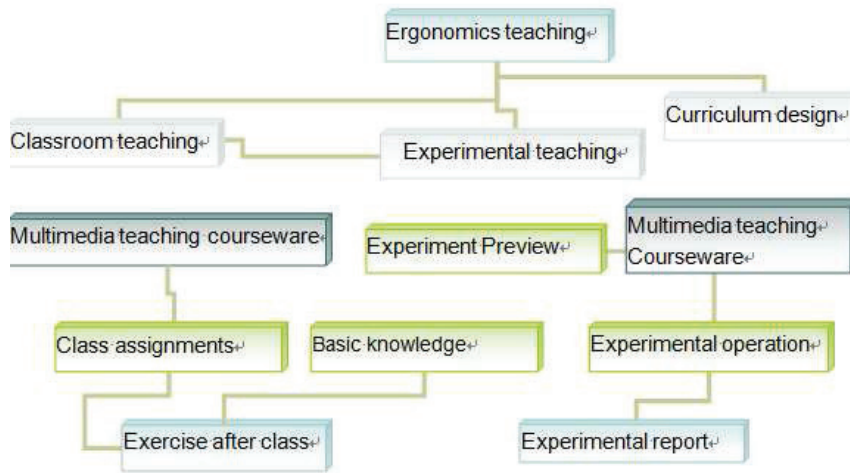 Ergonomics teaching
Curriculum design
Classroom teaching
Experimental teaching
Multimedia teaching courseware
Experiment Preview
Multimedia teaching
Courseware
Class assignments
Basic knowledge
Experimental operation
Exercise after class
Experimental report